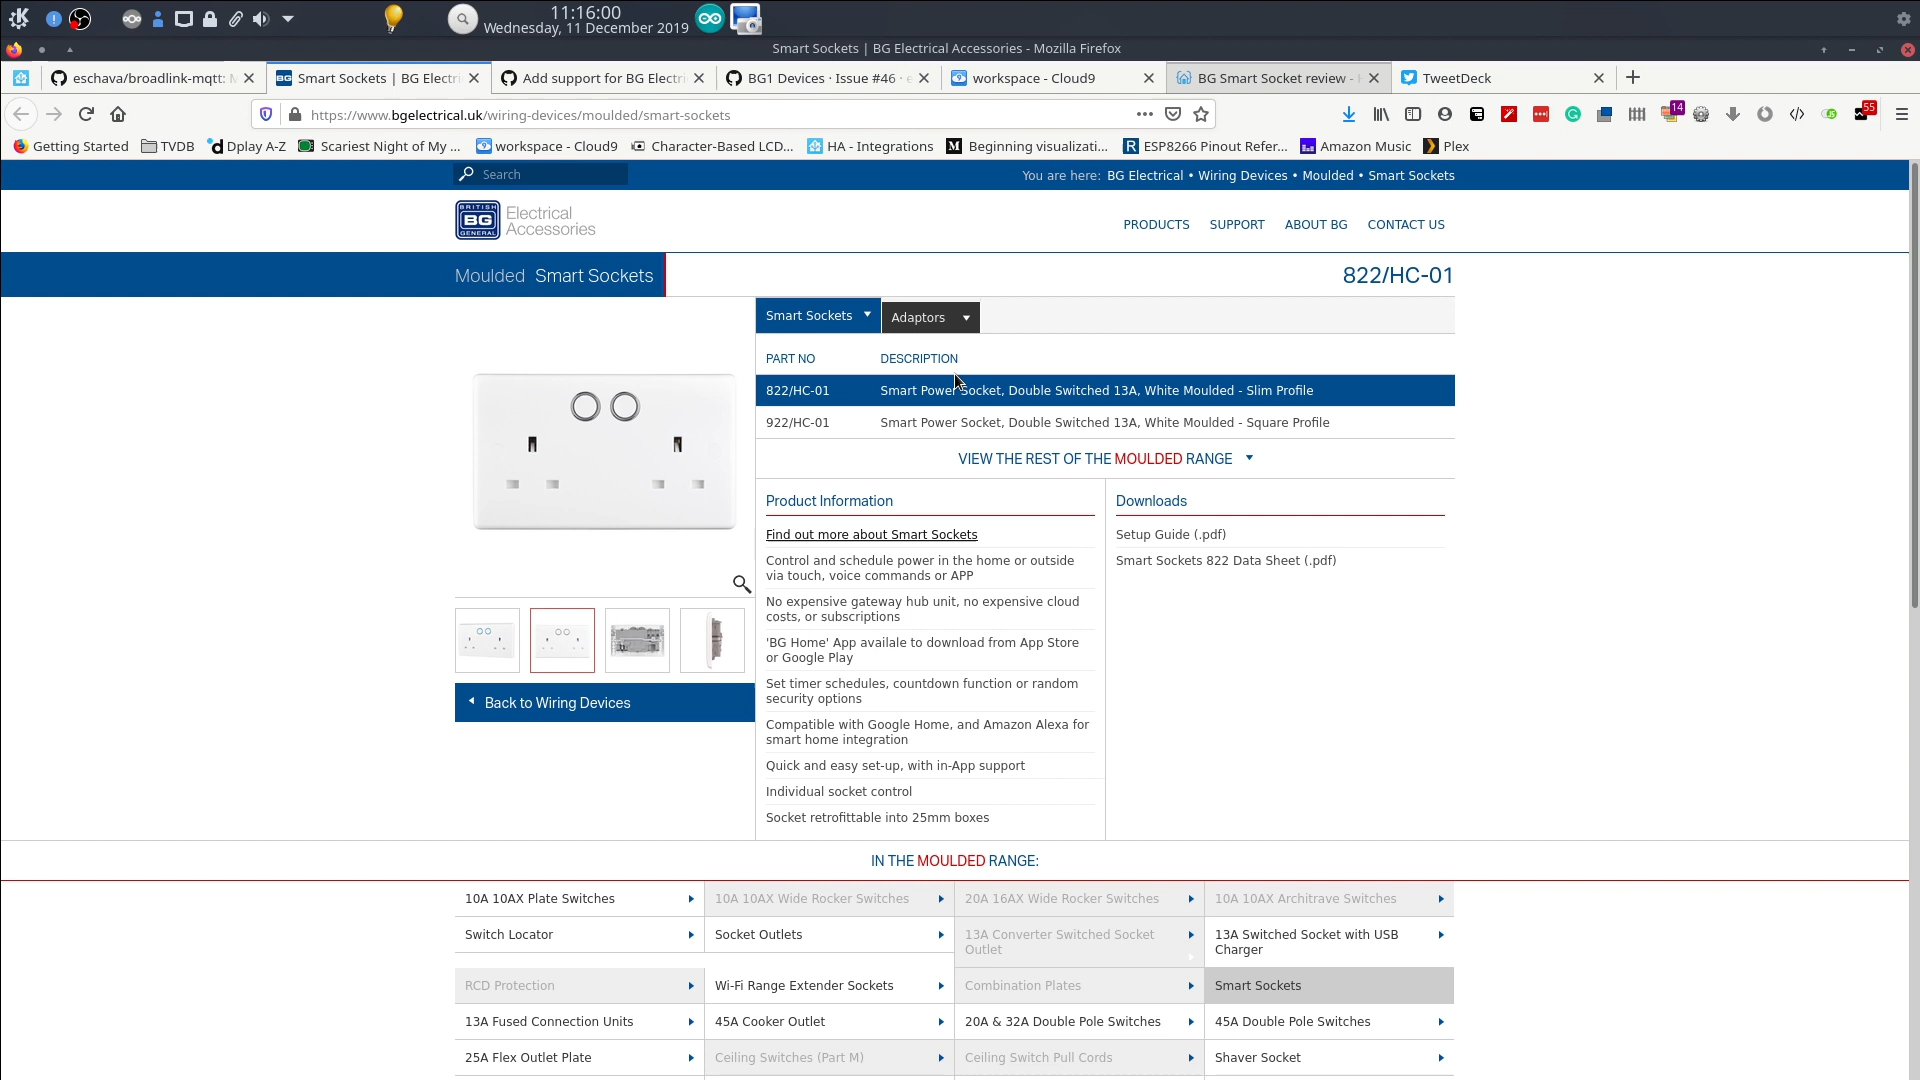 11:16:00
Wednesday, 11 December 2019
Smart Sockets | BG Electrical Accessories - Mozilla Firefox
eschava/broadlink-mqtt: M
Smart Sockets | BG Electri
Add support for BG Electri
BG1 Devices · Issue #46 · e
workspace - Cloud9
BG Smart Socket review -
TweetDeck
https://www.bgelectrical.uk/wiring-devices/moulded/smart-sockets
14
55
Getting Started
TVDB
Dplay A-Z
Scariest Night of My ...
workspace - Cloud9
Character-Based LCD...
HA - Integrations
Beginning visualizati...
ESP8266 Pinout Refer...
Amazon Music
Plex
Search
You are here: BG Electrical • Wiring Devices • Moulded • Smart Sockets
BRITISH
BG
GENERAL
Electrical
Accessories
PRODUCTS
SUPPORT
ABOUT BG
CONTACT US
Moulded Smart Sockets
822/HC-01
Smart Sockets
Adaptors
PART NO
DESCRIPTION
822/HC-01
Smart Power Socket, Double Switched 13A, White Moulded - Slim Profile
922/HC-01
Smart Power Socket, Double Switched 13A, White Moulded - Square Profile
VIEW THE REST OF THE MOULDED RANGE
Product Information
Find out more about Smart Sockets
Control and schedule power in the home or outside
via touch, voice commands or APP
No expensive gateway hub unit, no expensive cloud
costs, or subscriptions
'BG Home' App availale to download from App Store
or Google Play
Set timer schedules, countdown function or random
security options
Compatible with Google Home, and Amazon Alexa for
smart home integration
Quick and easy set-up, with in-App support
Individual socket control
Socket retrofittable into 25mm boxes
Downloads
Setup Guide (.pdf)
Smart Sockets 822 Data Sheet (.pdf)
Back to Wiring Devices
IN THE MOULDED RANGE:
10A 10AX Plate Switches
10A 10AX Wide Rocker Switches
20A 16AX Wide Rocker Switches
10A 10AX Architrave Switches
Switch Locator
Socket Outlets
13A Converter Switched Socket
Outlet
13A Switched Socket with USB
Charger
RCD Protection
Wi-Fi Range Extender Sockets
Combination Plates
Smart Sockets
13A Fused Connection Units
45A Cooker Outlet
20A & 32A Double Pole Switches
45A Double Pole Switches
25A Flex Outlet Plate
Ceiling Switches (Part M)
Ceiling Switch Pull Cords
Shaver Socket